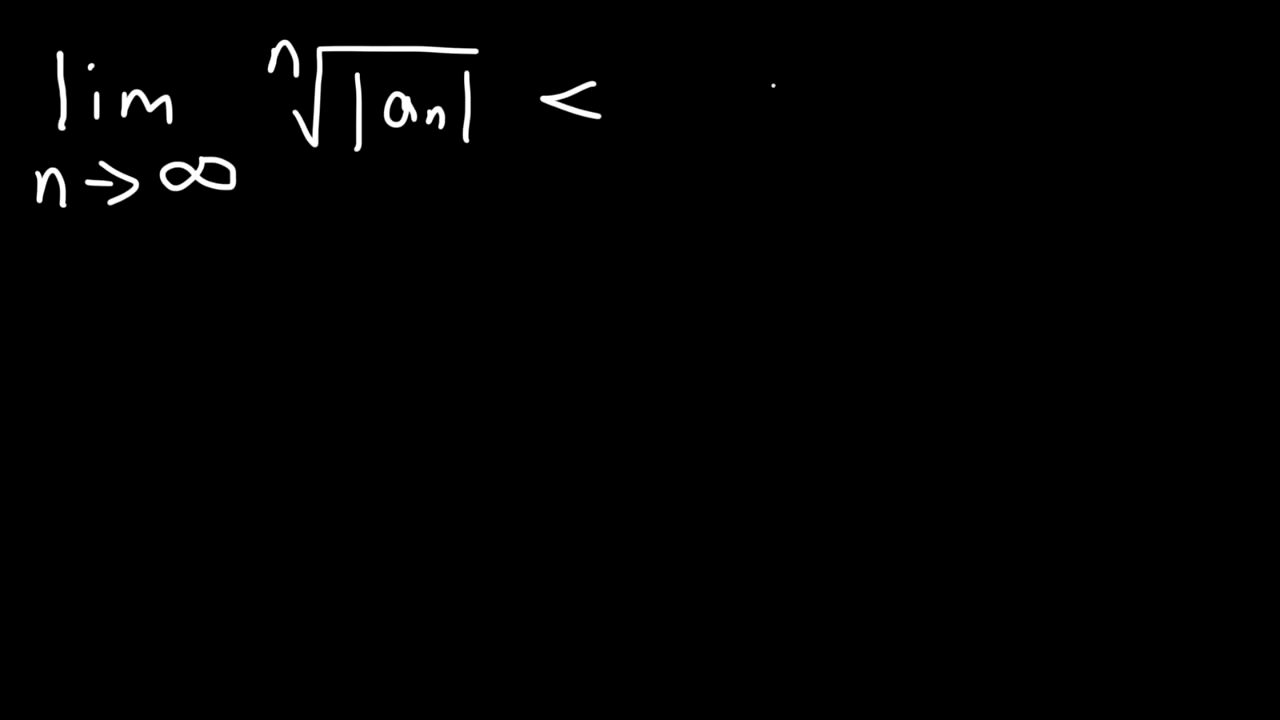 lim ⁿ√|aₙ| <
n→∞